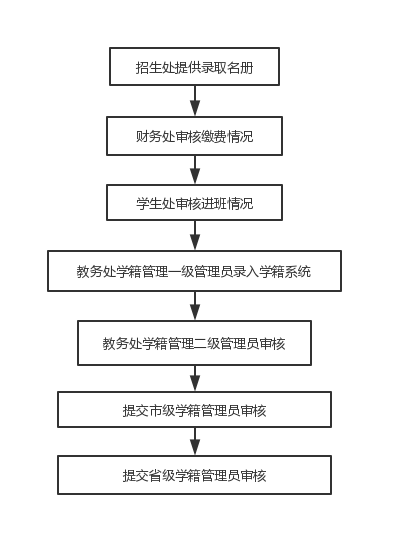 招生处提供录取名册
财务处审核缴费情况
学生处审核进班情况
教务处学籍管理一级管理员录入学籍系统
教务处学籍管理二级管理员审核
提交市级学籍管理员审核
提交省级学籍管理员审核